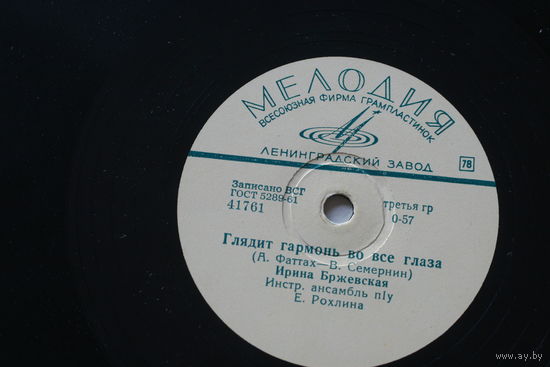 МЕЛОДИЯ
ВСЕСОЮЗНАЯ ФИРМА ГРАМПЛАСТИНОК
ЛЕНИНГРАДСКИЙ ЗАВОД
78
Записано ВСГ
ГОСТ 5289-61
41761
третья гр
0-57
Глядит гармонь во все глаза
(А. Фаттах—В. Семернин)
Ирина Бржевская
Инстр. ансамбль п/у
Е. Рохлина
www.ay.by